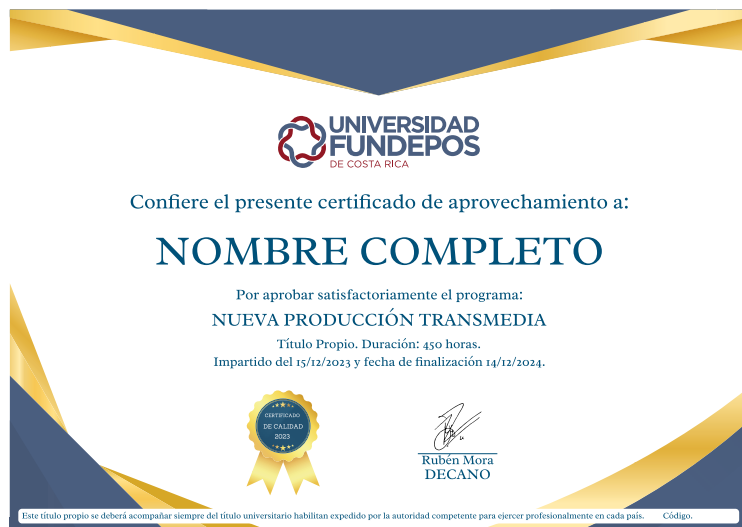 UNIVERSIDAD
FUNDEPOS
DE COSTA RICA
Confiere el presente certificado de aprovechamiento a:
NOMBRE COMPLETO
Por aprobar satisfactoriamente el programa:
NUEVA PRODUCCIÓN TRANSMEDIA
Título Propio. Duración: 450 horas.
Impartido del 15/12/2023 y fecha de finalización 14/12/2024.
CERTIFICADO
DE CALIDAD
2023
Rubén Mora
DECANO
Este título propio se deberá acompañar siempre del título universitario habilitan expedido por la autoridad competente para ejercer profesionalmente en cada país. Código.